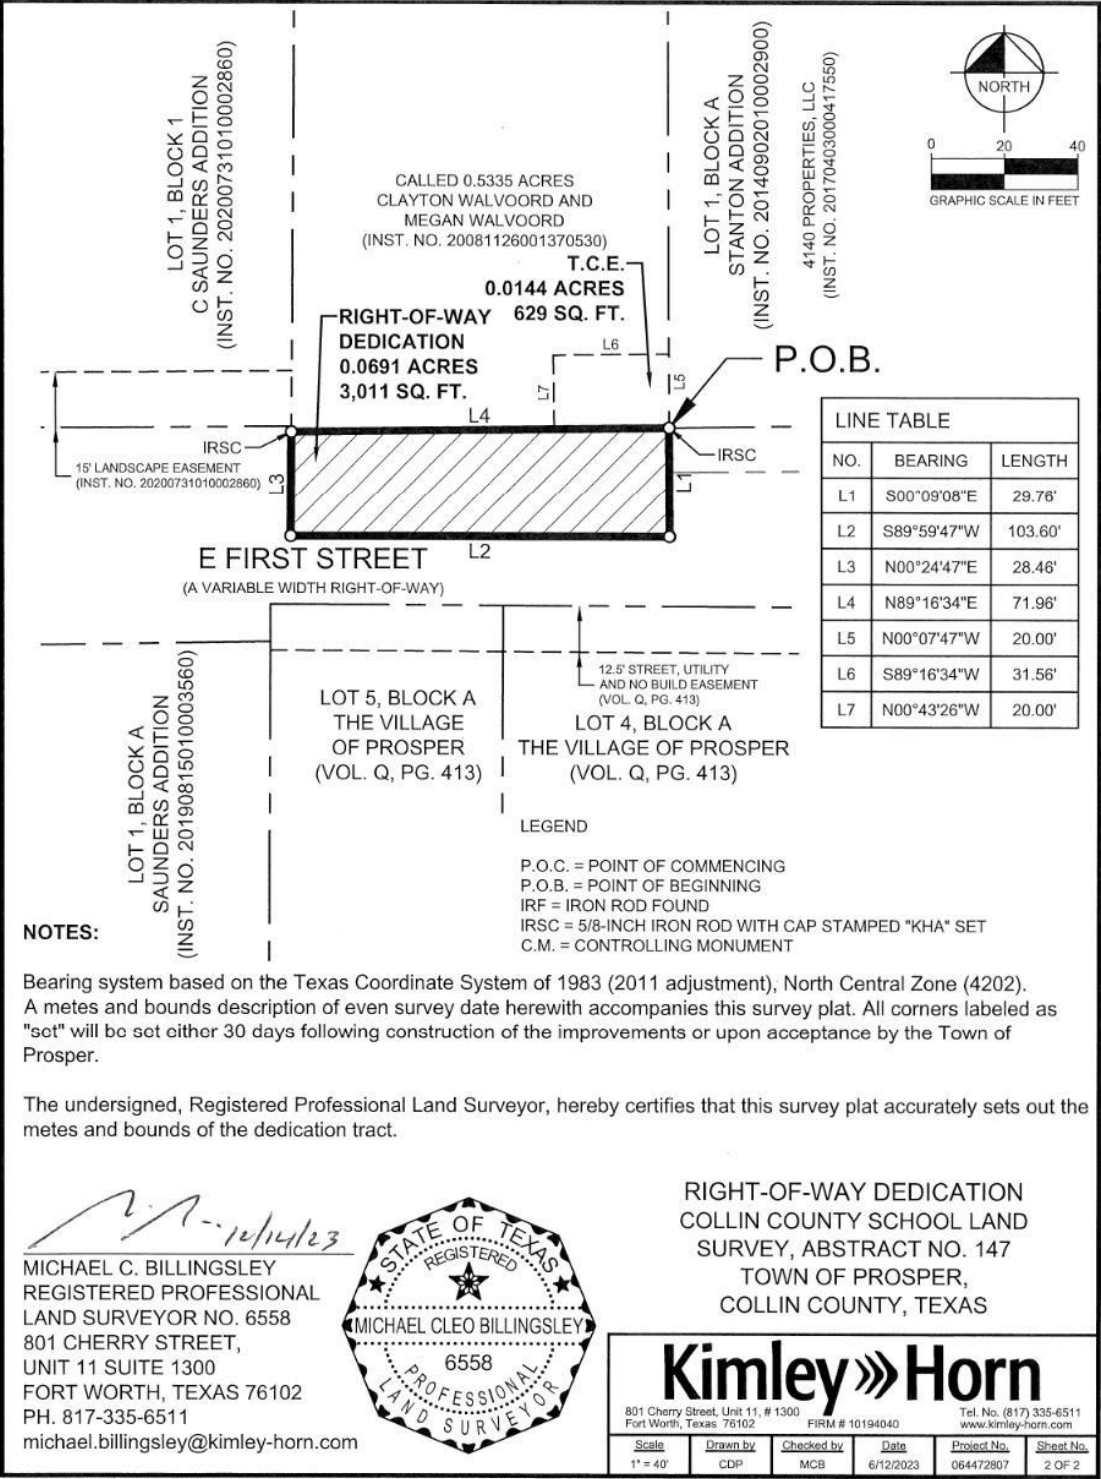 LOT 1, BLOCK 1
C SAUNDERS ADDITION
(INST. NO. 20200731010002860)
CALLED 0.5335 ACRES
CLAYTON WALVOORD AND
MEGAN WALVOORD
(INST. NO. 20081126001370530)
LOT 1, BLOCK A
STANTON ADDITION
(INST. NO. 20140902010002900)
4140 PROPERTIES, LLC
(INST. NO. 20170403000417550)
NORTH
0 20 40
GRAPHIC SCALE IN FEET
T.C.E.
0.0144 ACRES
629 SQ. FT.
RIGHT-OF-WAY
DEDICATION
0.0691 ACRES
3,011 SQ. FT.
L6
L7
L5
P.O.B.
L4
IRSC
IRSC
15' LANDSCAPE EASEMENT
(INST. NO. 20200731010002860)
L3
L1
L2
E FIRST STREET
(A VARIABLE WIDTH RIGHT-OF-WAY)
LINE TABLE
NO. BEARING LENGTH
L1 S00°09'08"E 29.76'
L2 S89°59'47"W 103.60'
L3 N00°24'47"E 28.46'
L4 N89°16'34"E 71.96'
L5 N00°07'47"W 20.00'
L6 S89°16'34"W 31.56'
L7 N00°43'26"W 20.00'
12.5' STREET, UTILITY
AND NO BUILD EASEMENT
(VOL. Q, PG. 413)
LOT 5, BLOCK A
THE VILLAGE
OF PROSPER
(VOL. Q, PG. 413)
LOT 4, BLOCK A
THE VILLAGE OF PROSPER
(VOL. Q, PG. 413)
LOT 1, BLOCK A
SAUNDERS ADDITION
(INST. NO. 20190815010003560)
LEGEND
P.O.C. = POINT OF COMMENCING
P.O.B. = POINT OF BEGINNING
IRF = IRON ROD FOUND
IRSC = 5/8-INCH IRON ROD WITH CAP STAMPED "KHA" SET
C.M. = CONTROLLING MONUMENT
NOTES:
Bearing system based on the Texas Coordinate System of 1983 (2011 adjustment), North Central Zone (4202).
A metes and bounds description of even survey date herewith accompanies this survey plat. All corners labeled as
"set" will be set either 30 days following construction of the improvements or upon acceptance by the Town of
Prosper.
The undersigned, Registered Professional Land Surveyor, hereby certifies that this survey plat accurately sets out the
metes and bounds of the dedication tract.
12/14/23
MICHAEL C. BILLINGSLEY
REGISTERED PROFESSIONAL
LAND SURVEYOR NO. 6558
801 CHERRY STREET,
UNIT 11 SUITE 1300
FORT WORTH, TEXAS 76102
PH. 817-335-6511
michael.billingsley@kimley-horn.com
STATE OF TEXAS
REGISTERED
MICHAEL CLEO BILLINGSLEY
6558
PROFESSIONAL
LAND SURVEYOR
RIGHT-OF-WAY DEDICATION
COLLIN COUNTY SCHOOL LAND
SURVEY, ABSTRACT NO. 147
TOWN OF PROSPER,
COLLIN COUNTY, TEXAS
Kimley»Horn
801 Cherry Street, Unit 11, # 1300
Fort Worth, Texas 76102
FIRM # 10194040
Tel. No. (817) 335-6511
www.kimley-horn.com
Scale Drawn by Checked by Date Project No. Sheet No.
1" = 40' CDP MCB 6/12/2023 064472807 2 OF 2